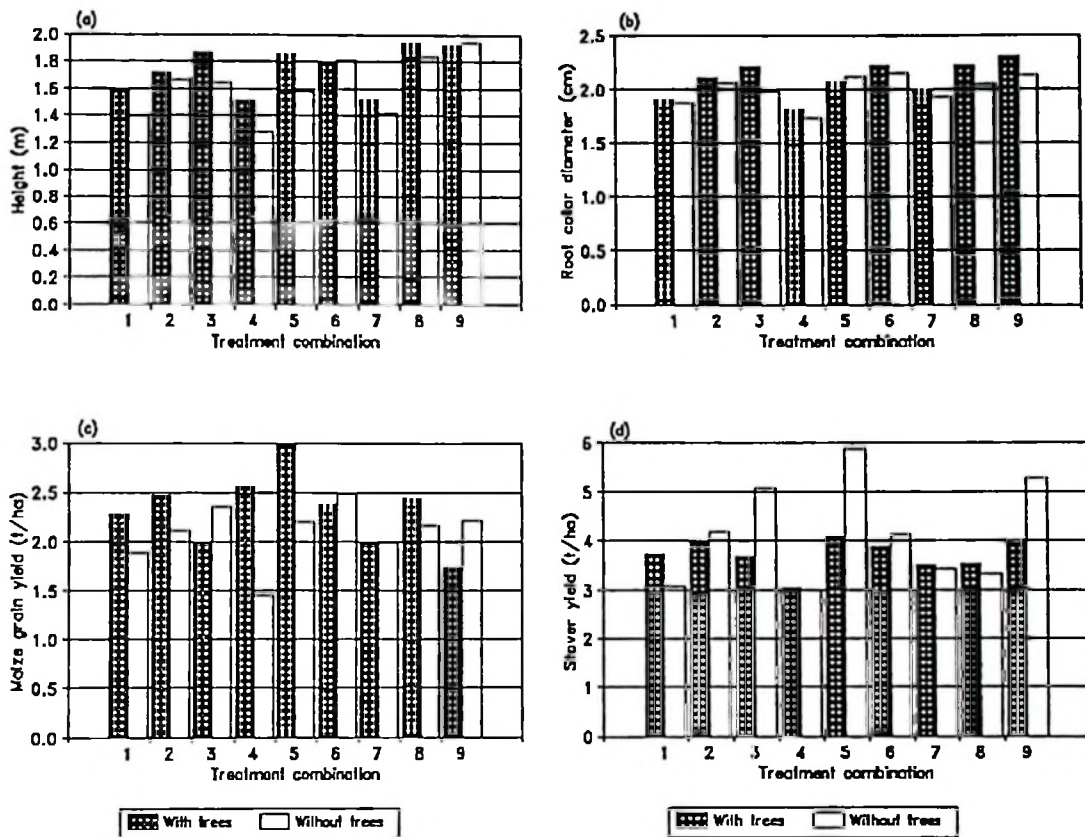 (a)
Height (m)
2.0
1.8
1.6
1.4
1.2
1.0
0.8
0.6
0.4
0.2
0.0
1 2 3 4 5 6 7 8 9
Treatment combination
(b)
Root collar diameter (cm)
2.5
2.0
1.5
1.0
0.5
0.0
1 2 3 4 5 6 7 8 9
Treatment combination
(c)
Maize grain yield (t/ha)
3.0
2.5
2.0
1.5
1.0
0.5
0.0
1 2 3 4 5 6 7 8 9
Treatment combination
With trees Without trees
(d)
Stover yield (t/ha)
6
5
4
3
2
1
0
1 2 3 4 5 6 7 8 9
Treatment combination
With trees Without trees